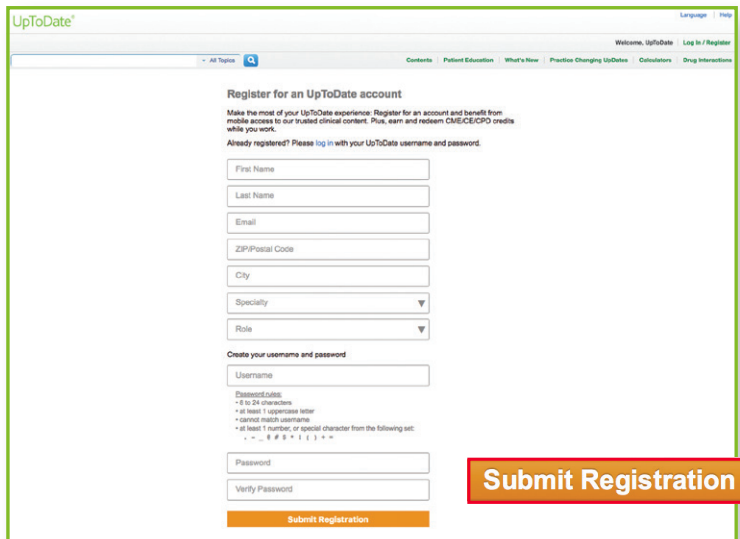 UpToDate®
Language | Help
Welcome, UpToDate | Log In / Register
All Topics
Contents | Patient Education | What's New | Practice Changing UpDates | Calculators | Drug Interactions
Register for an UpToDate account
Make the most of your UpToDate experience: Register for an account and benefit from
mobile access to our trusted clinical content. Plus, earn and redeem CME/CE/CPD credits
while you work.
Already registered? Please log in with your UpToDate username and password.
First Name
Last Name
Email
ZIP/Postal Code
City
Specialty
Role
Create your username and password
Username
Password rules:
• 8 to 24 characters
• at least 1 uppercase letter
• cannot match username
• at least 1 number, or special character from the following set:
Password
Verify Password
Submit Registration
Submit Registration